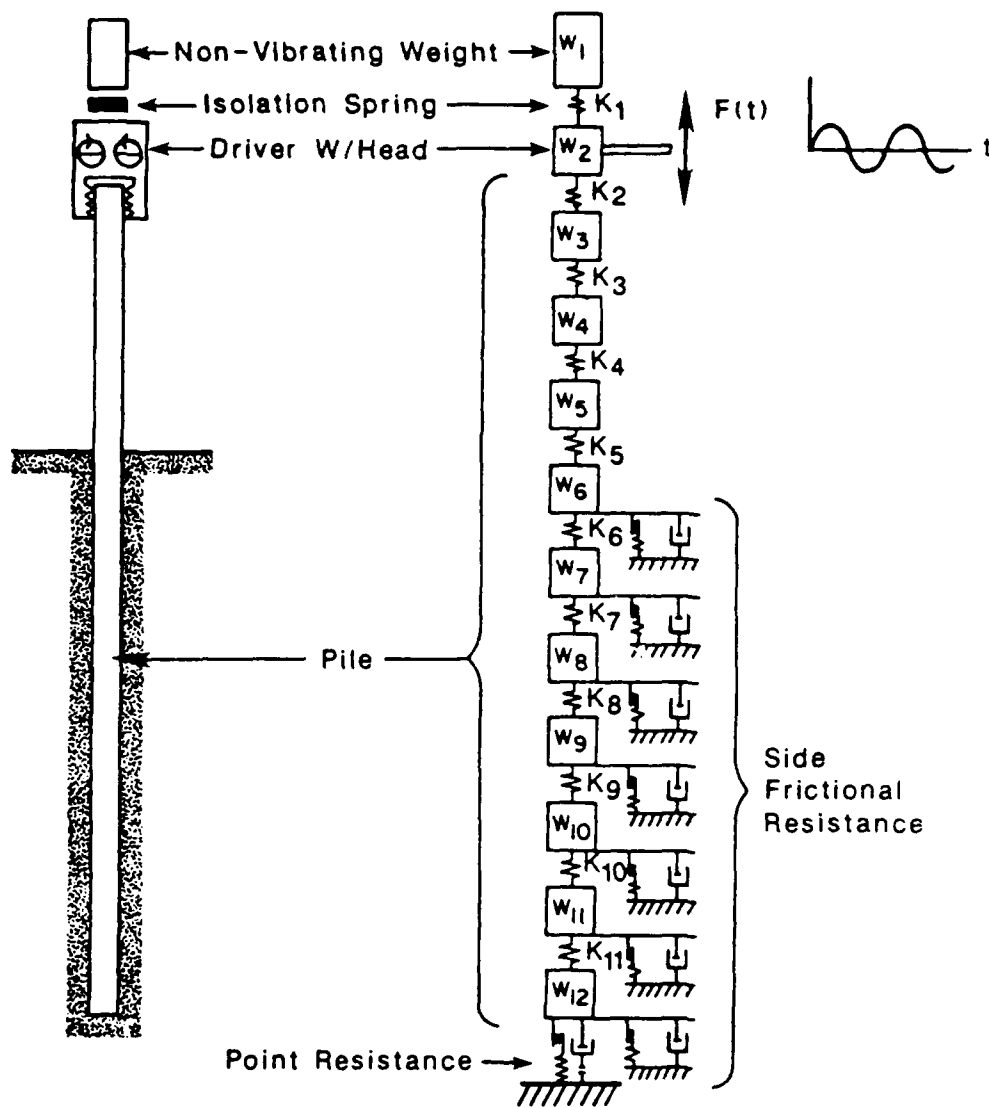 Non-Vibrating Weight
W1
Isolation Spring
K1
F(t)
t
Driver W/Head
W2
K2
W3
K3
W4
K4
W5
K5
W6
K6
W7
K7
Pile
W8
K8
W9
Side
Frictional
Resistance
K9
W10
K10
W11
K11
W12
Point Resistance